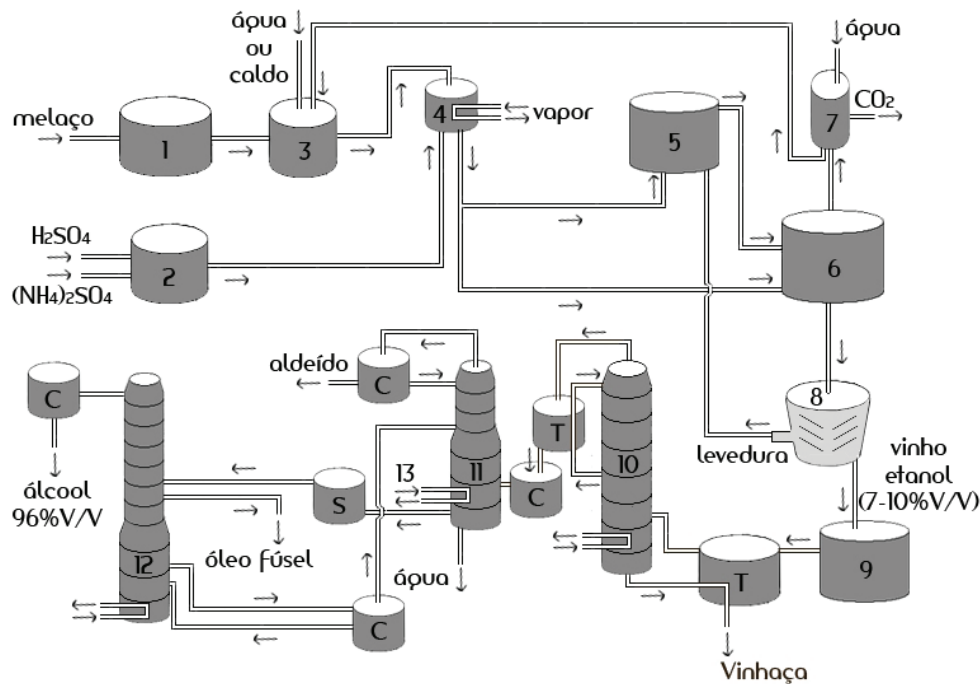 água
ou
caldo
melaço
1
3
4
vapor
5
água
CO₂
7
H₂SO₄
(NH₄)₂SO₄
2
6
aldeído
C
C
8
levedura
vinho
etanol
(7-10%V/V)
T
10
11
13
C
S
álcool
96%V/V
óleo fúsel
12
água
C
T
9
Vinhaça